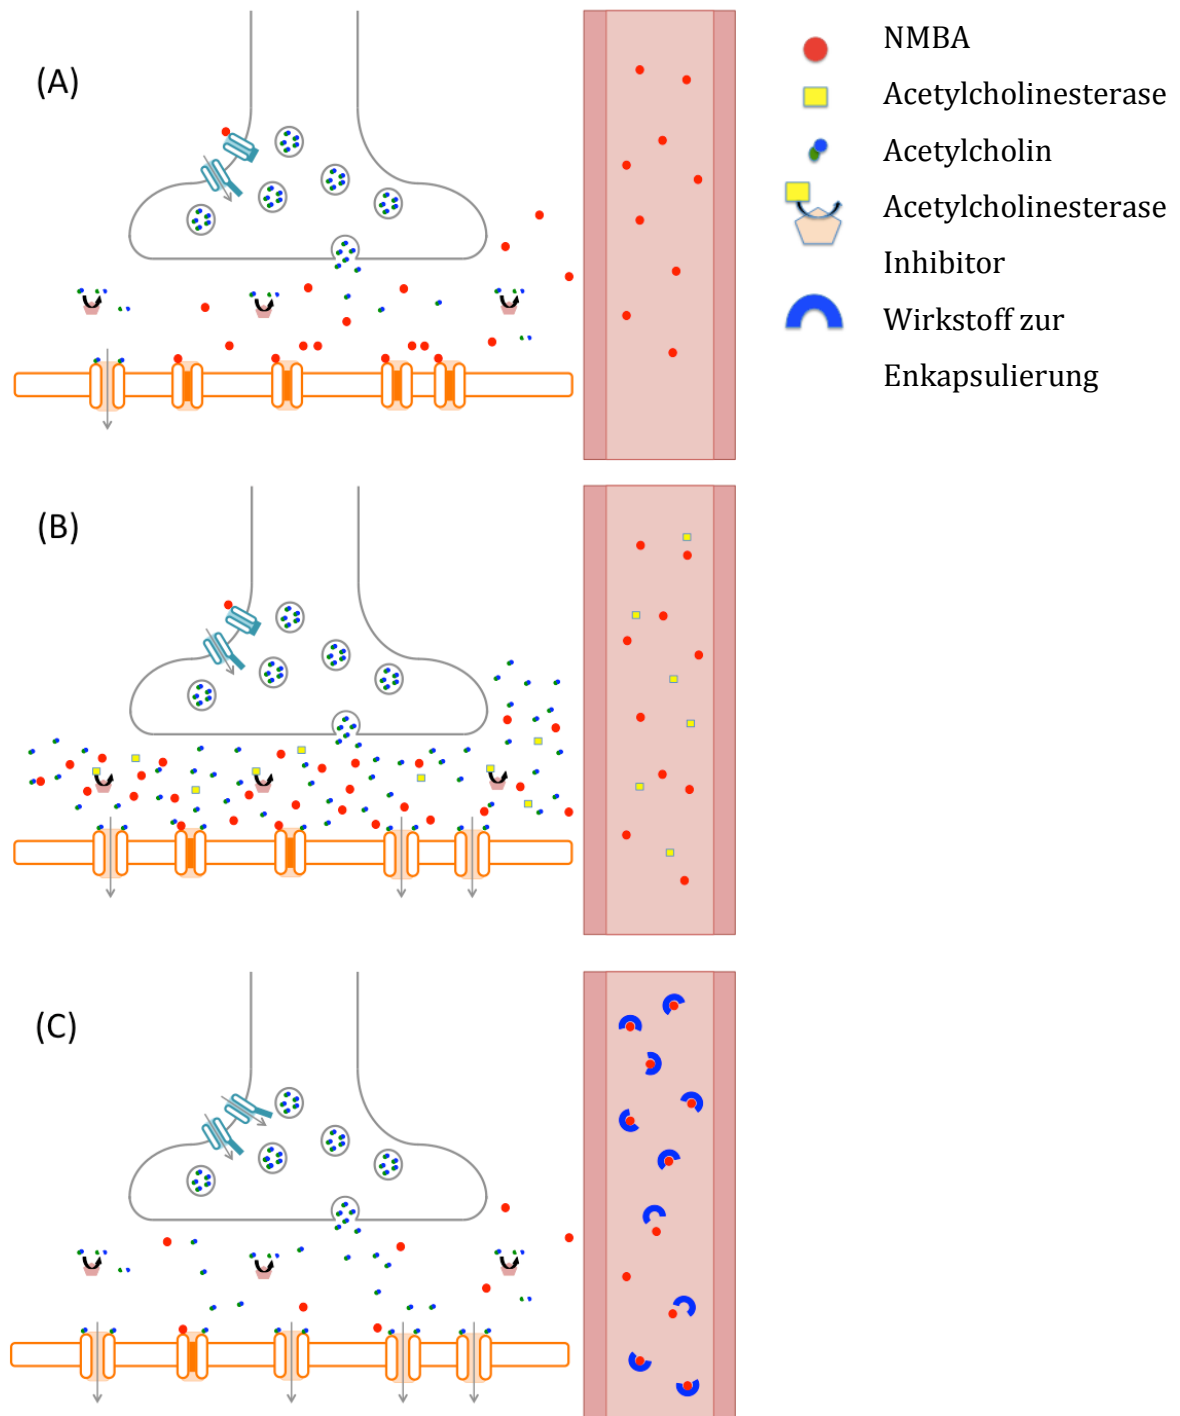 (A)
NMBA
Acetylcholinesterase
Acetylcholin
Acetylcholinesterase
Inhibitor
Wirkstoff zur
Enkapsulierung
(B)
(C)